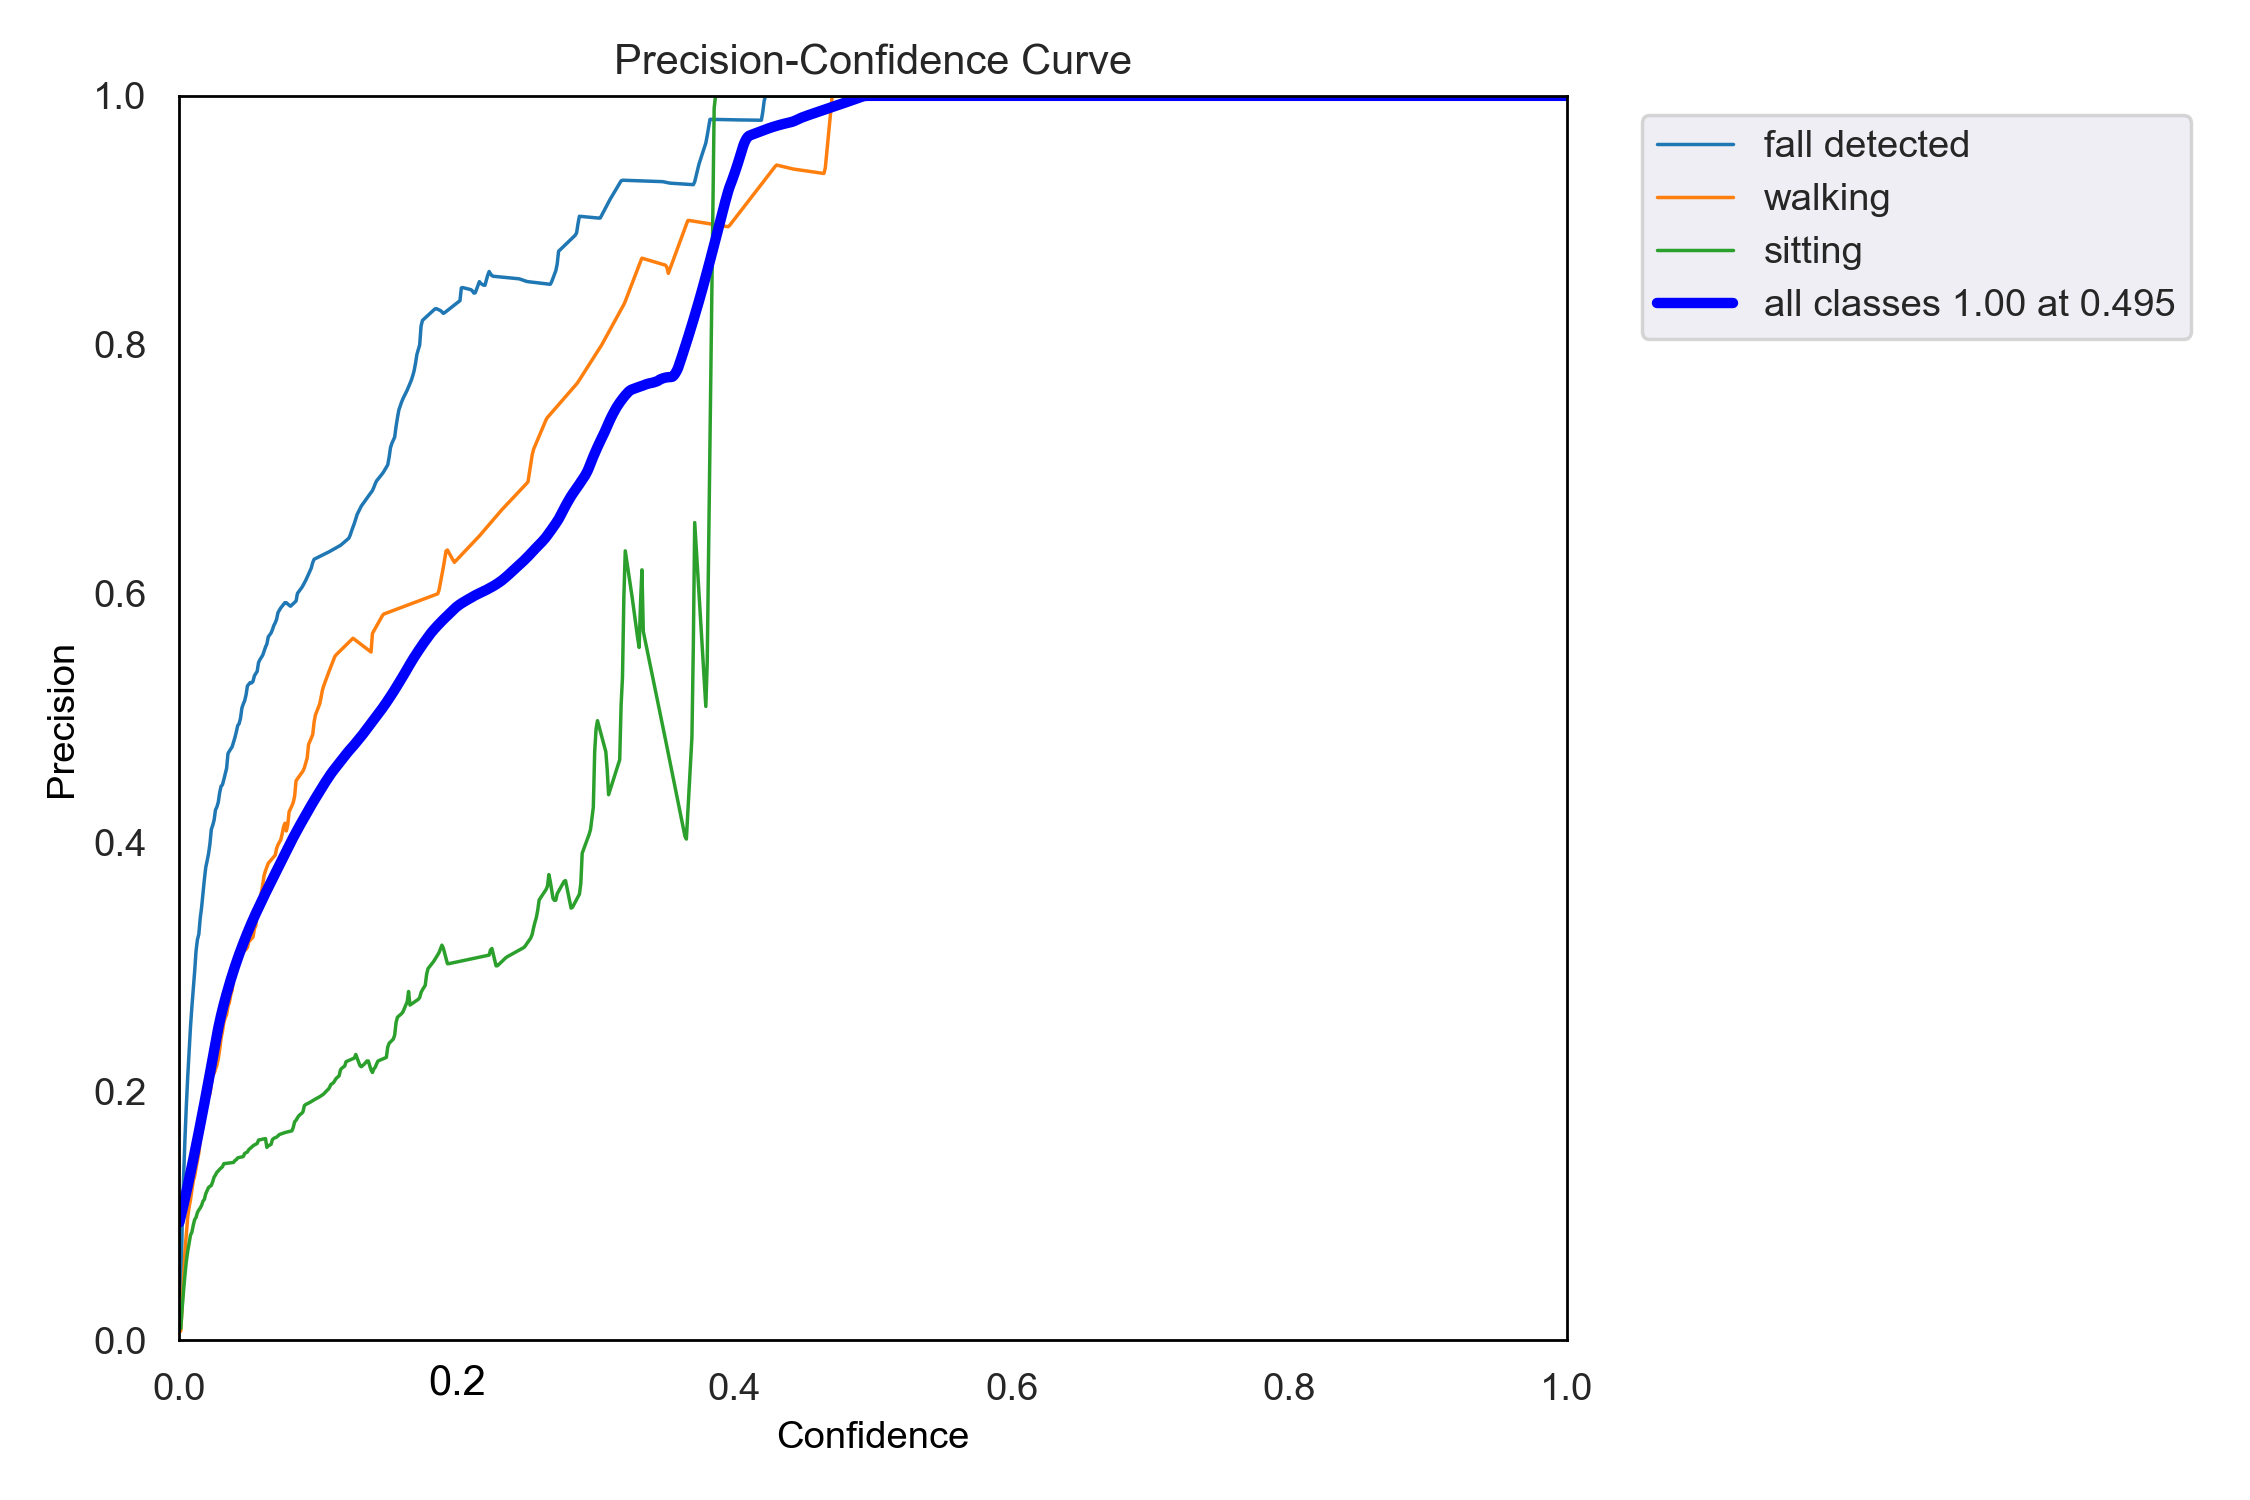 Precision-Confidence Curve
1.0
0.8
0.6
0.4
0.2
0.0
Precision
0.0 0.2 0.4 0.6 0.8 1.0
Confidence
fall detected
walking
sitting
all classes 1.00 at 0.495